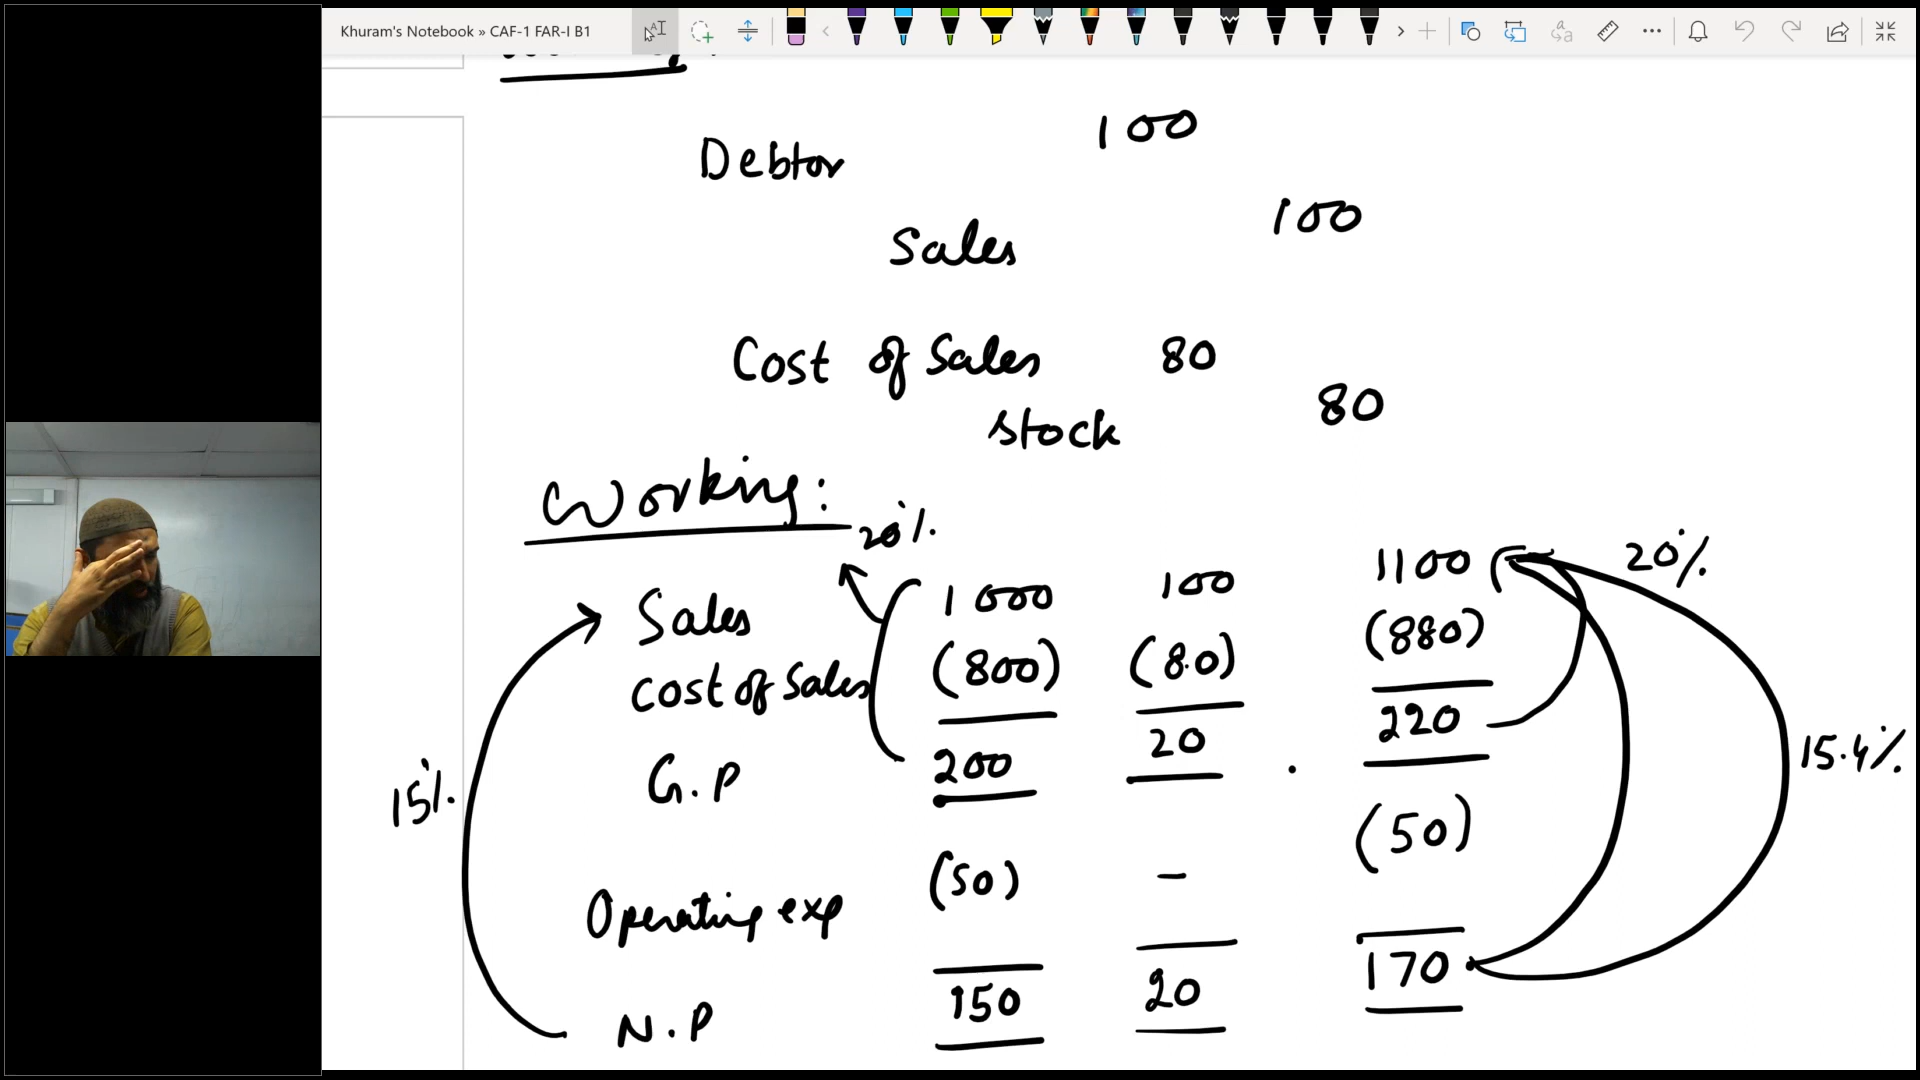 Khuram's Notebook » CAF-1 FAR-I B1
Debtor 100
Sales 100
Cost of Sales 80
Stock 80
Working:
20%
Sales 1000 100 1100 20%
Cost of Sales (800) (80) (880)
G.P 200 20 220
15% 15.4%
Operating exp (50) - (50)
N.P 150 20 170